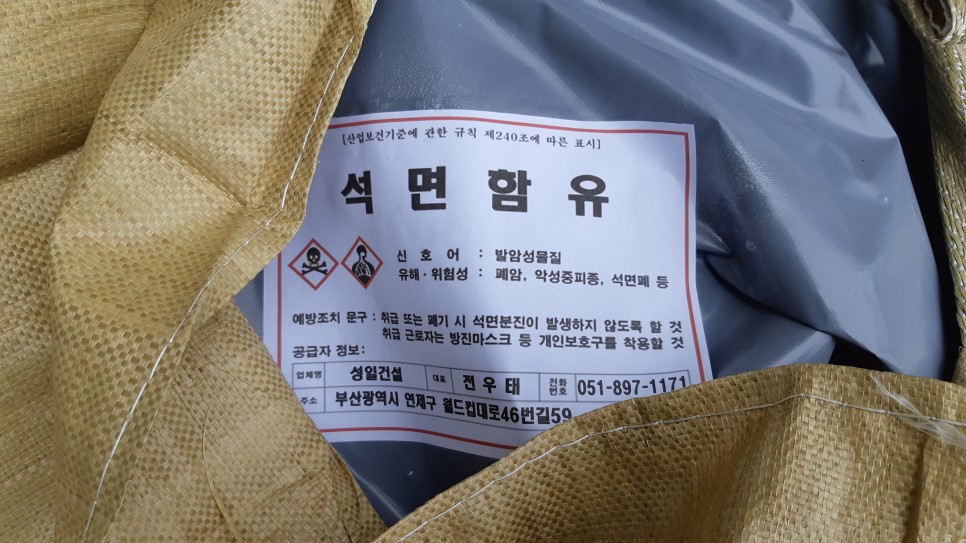 [산업보건기준에 관한 규칙 제240조에 따른 표시]
석면함유
신호어 : 발암성물질
유해·위험성 : 폐암, 악성중피종, 석면폐 등
예방조치 문구 : 취급 또는 폐기 시 석면분진이 발생하지 않도록 할 것
취급 근로자는 방진마스크 등 개인보호구를 착용할 것
공급자 정보:
업체명 성일건설 대표 전우태 전화번호 051-897-1171
주소 부산광역시 연제구 월드컵대로46번길59